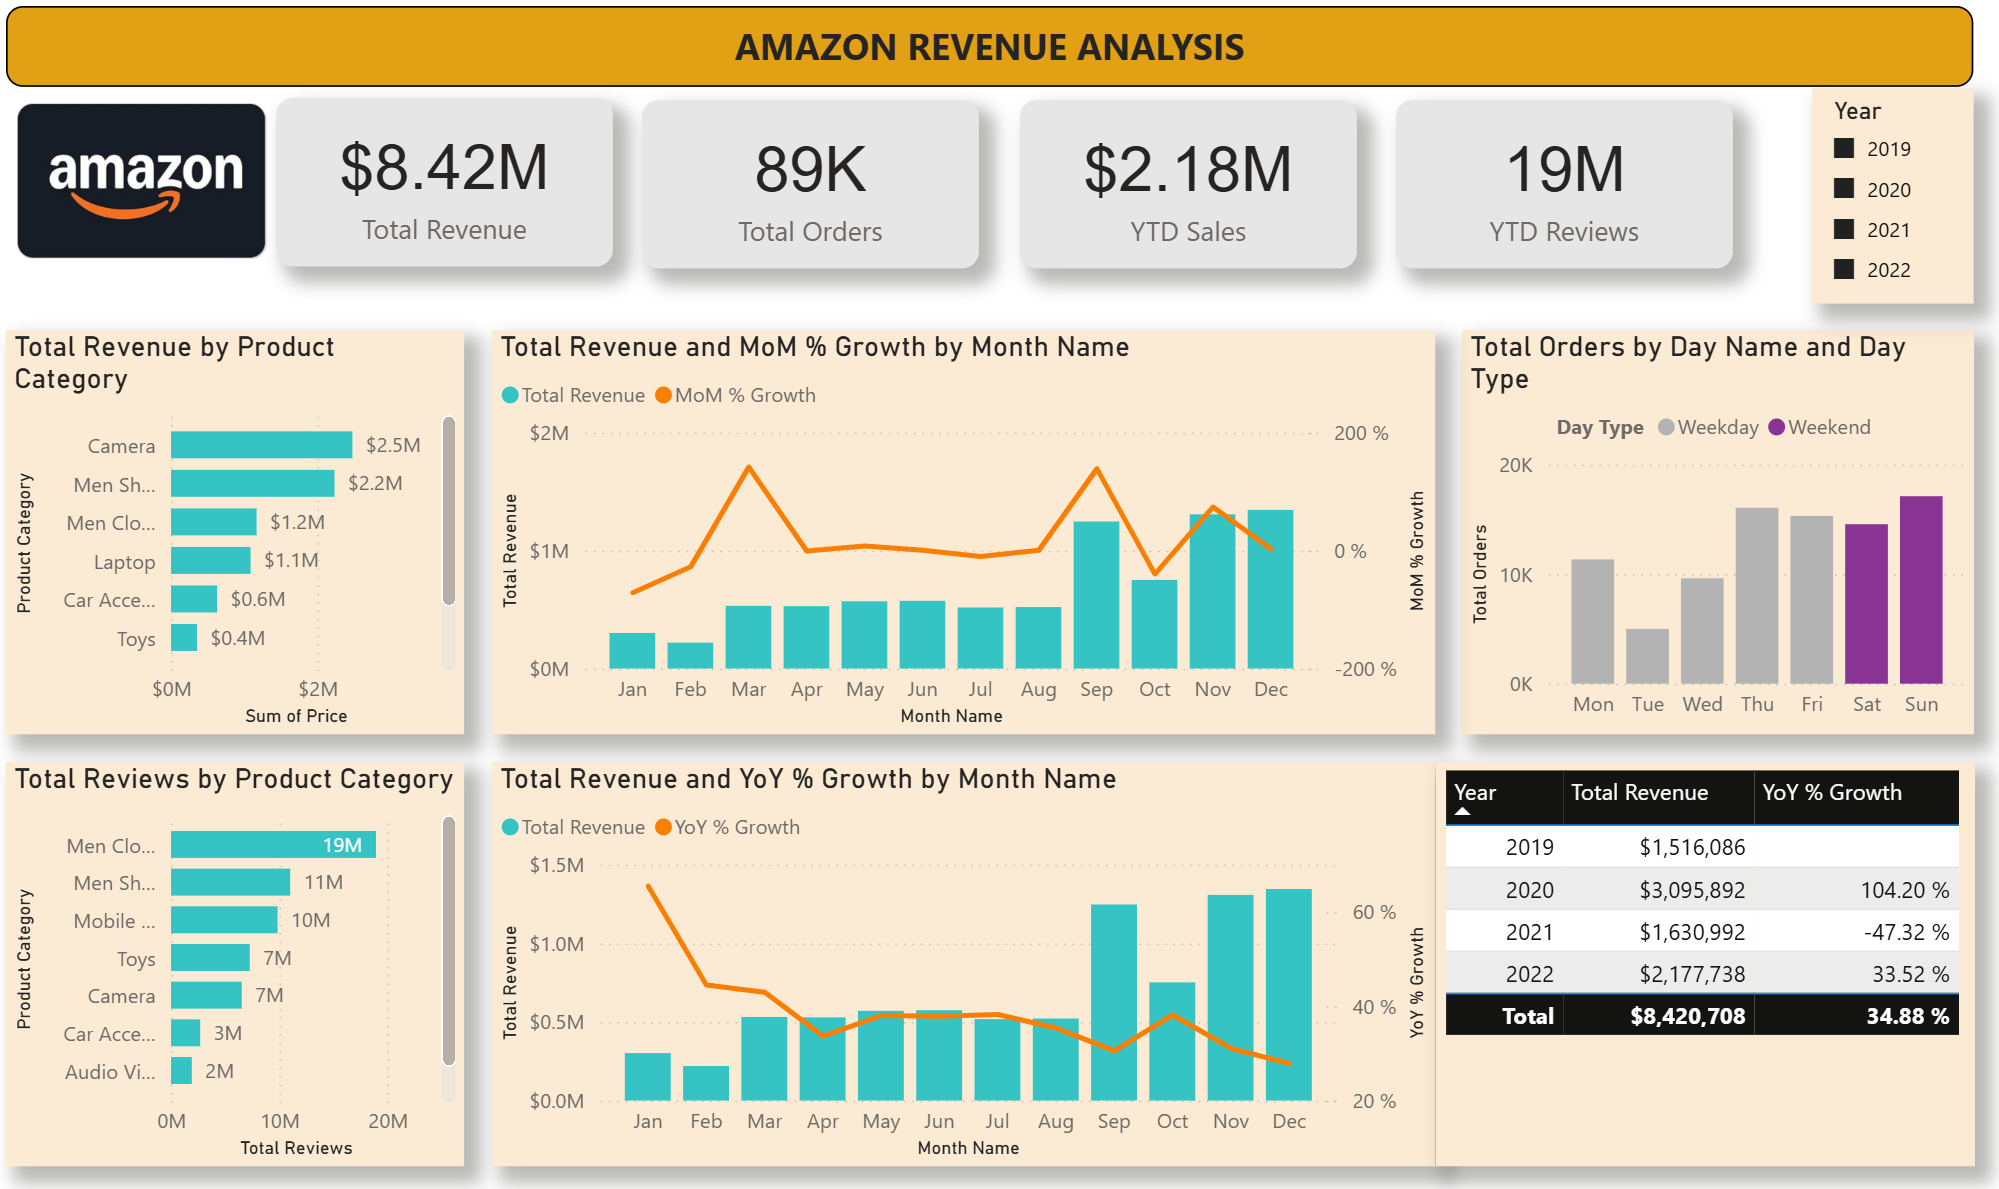 AMAZON REVENUE ANALYSIS
amazon
$8.42M
Total Revenue
89K
Total Orders
$2.18M
YTD Sales
19M
YTD Reviews
Year
2019
2020
2021
2022
Total Revenue by Product
Category
Product Category
Camera $2.5M
Men Sh... $2.2M
Men Clo... $1.2M
Laptop $1.1M
Car Acce... $0.6M
Toys $0.4M
$0M $2M
Sum of Price
Total Revenue and MoM % Growth by Month Name
Total Revenue MoM % Growth
Total Revenue
$2M
$1M
$0M
200 %
0 %
-200 %
MoM % Growth
Jan Feb Mar Apr May Jun Jul Aug Sep Oct Nov Dec
Month Name
Total Orders by Day Name and Day
Type
Day Type Weekday Weekend
Total Orders
20K
10K
0K
Mon Tue Wed Thu Fri Sat Sun
Total Reviews by Product Category
Product Category
Men Clo... 19M
Men Sh... 11M
Mobile ... 10M
Toys 7M
Camera 7M
Car Acce... 3M
Audio Vi... 2M
0M 10M 20M
Total Reviews
Total Revenue and YoY % Growth by Month Name
Total Revenue YoY % Growth
Total Revenue
$1.5M
$1.0M
$0.5M
$0.0M
60 %
40 %
20 %
YoY % Growth
Jan Feb Mar Apr May Jun Jul Aug Sep Oct Nov Dec
Month Name
Year Total Revenue YoY % Growth
2019 $1,516,086
2020 $3,095,892 104.20 %
2021 $1,630,992 -47.32 %
2022 $2,177,738 33.52 %
Total $8,420,708 34.88 %